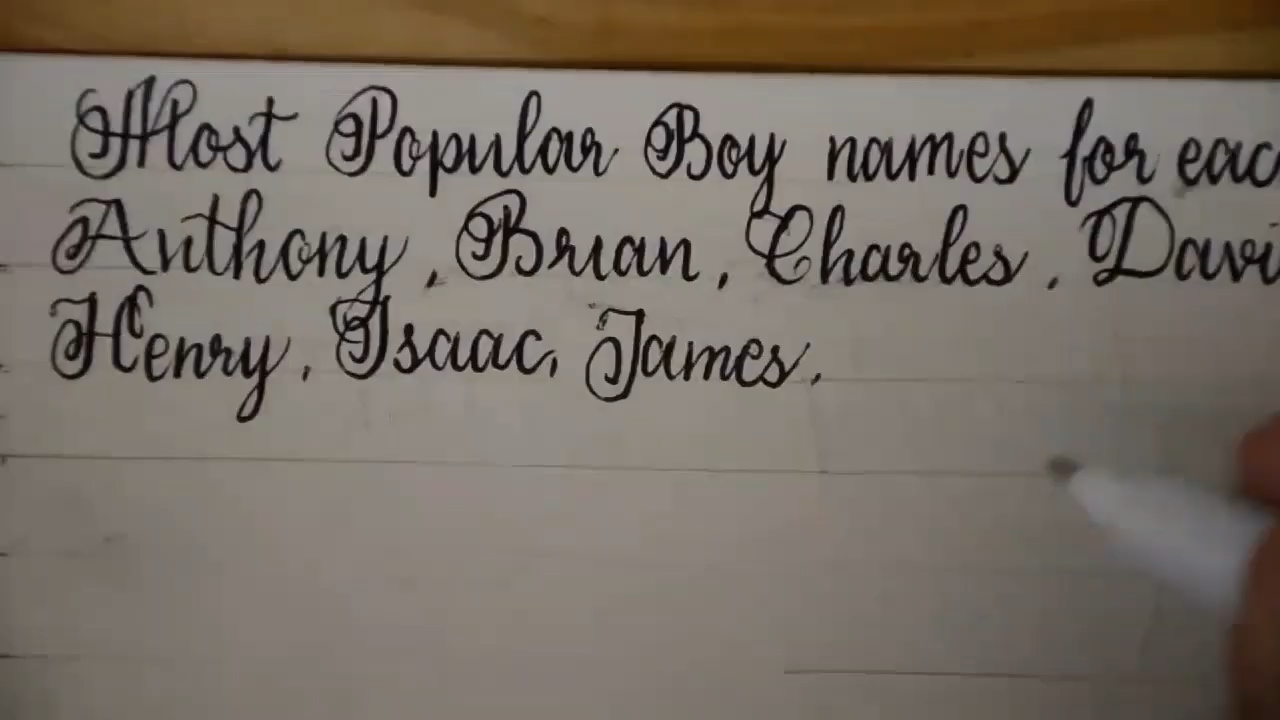 Most Popular Boy names for eac
Anthony, Brian, Charles, Davi
Henry, Isaac, James,